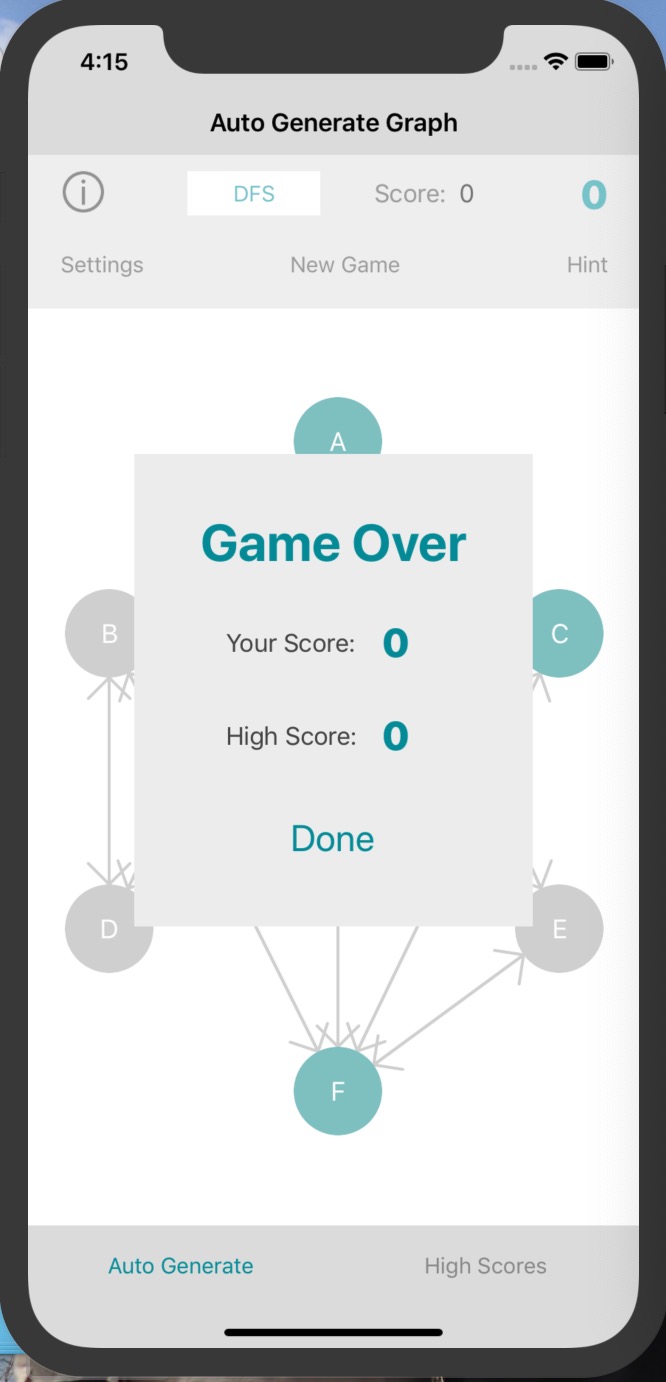 4:15
Auto Generate Graph
DFS Score: 0 0
Settings New Game Hint
A
Game Over
B C
Your Score: 0
High Score: 0
Done
D E
F
Auto Generate High Scores